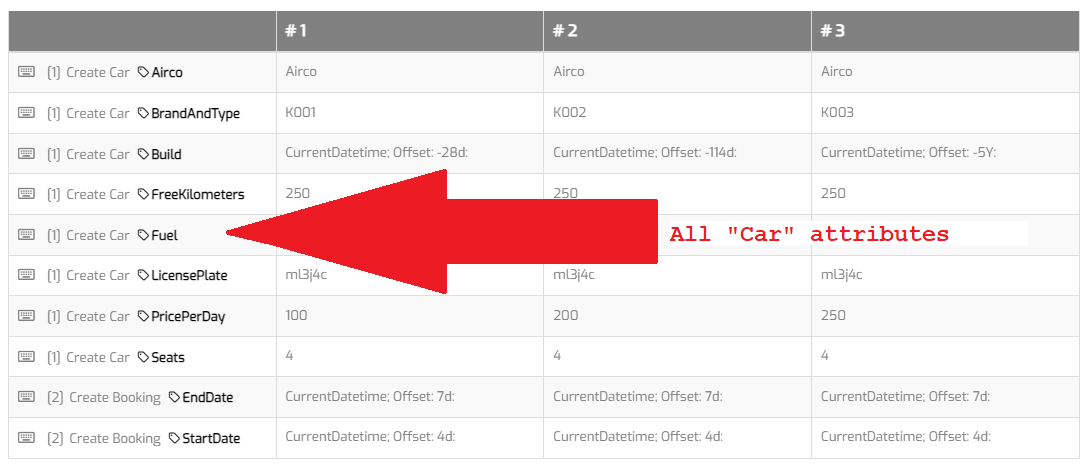 #1 #2 #3
[1] Create Car Airco Airco Airco Airco
[1] Create Car BrandAndType K001 K002 K003
[1] Create Car Build CurrentDatetime; Offset: -28d: CurrentDatetime; Offset: -114d: CurrentDatetime; Offset: -5Y:
[1] Create Car FreeKilometers 250 250 250
[1] Create Car Fuel All "Car" attributes
[1] Create Car LicensePlate ml3j4c ml3j4c ml3j4c
[1] Create Car PricePerDay 100 200 250
[1] Create Car Seats 4 4 4
[2] Create Booking EndDate CurrentDatetime; Offset: 7d: CurrentDatetime; Offset: 7d: CurrentDatetime; Offset: 7d:
[2] Create Booking StartDate CurrentDatetime; Offset: 4d: CurrentDatetime; Offset: 4d: CurrentDatetime; Offset: 4d: